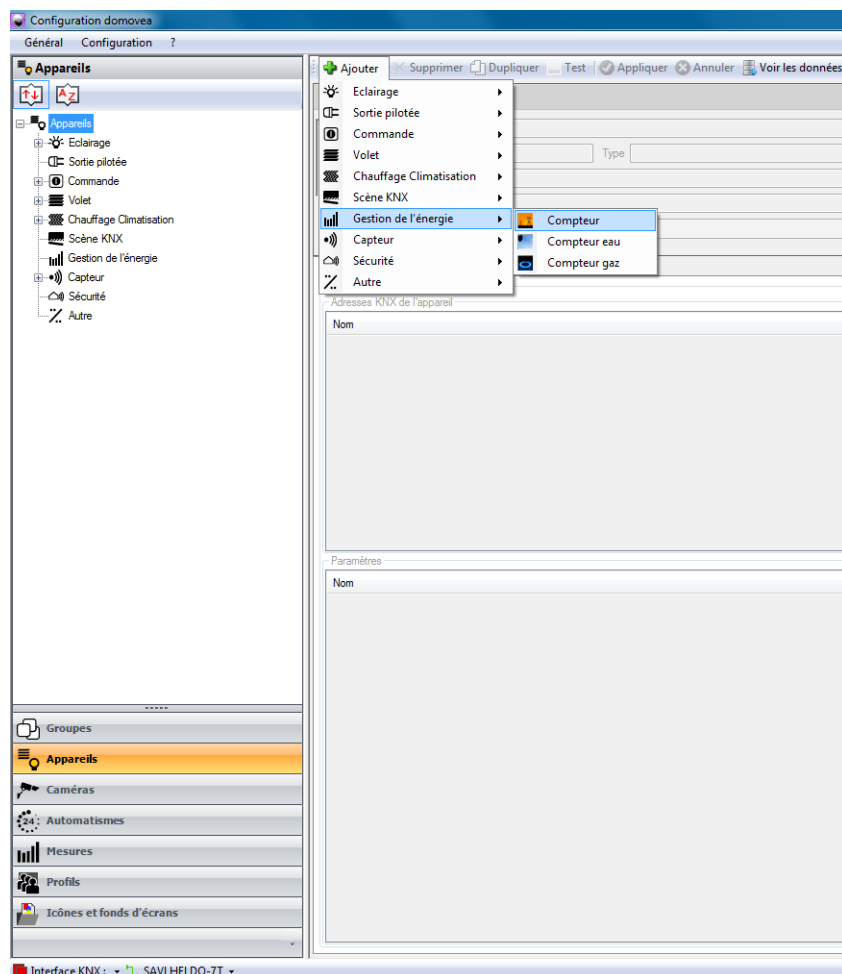 Configuration domovea
Général Configuration ?
Appareils
Ajouter Supprimer Dupliquer Test Appliquer Annuler Voir les données
Appareils
Eclairage
Sortie pilotée
Commande
Volet
Chauffage Climatisation
Scène KNX
Gestion de l'énergie
Capteur
Sécurité
Autre
Eclairage
Sortie pilotée
Commande
Volet
Chauffage Climatisation
Scène KNX
Gestion de l'énergie
Capteur
Sécurité
Autre
Compteur
Compteur eau
Compteur gaz
Type
Adresses KNX de l'appareil
Nom
Paramètres
Nom
Groupes
Appareils
Caméras
24
Automatismes
Mesures
Profils
Icônes et fonds d'écrans
Interface KNX :